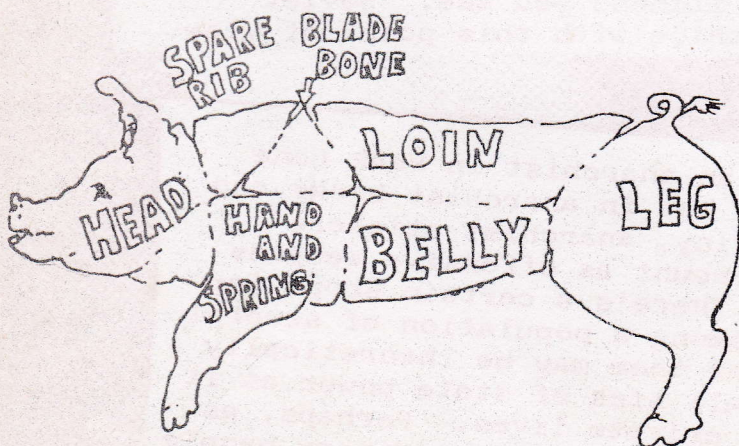 SPARE RIB
BLADE BONE
HEAD
HAND AND SPRING
LOIN
BELLY
LEG